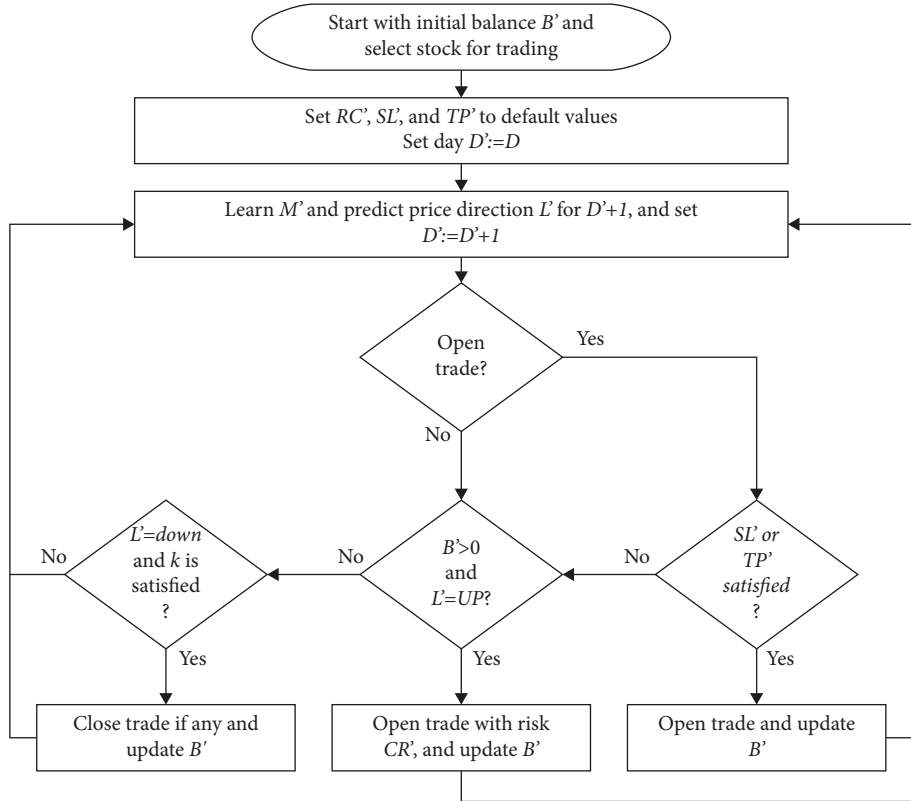 Start with initial balance B’ and
select stock for trading
Set RC’, SL’, and TP’ to default values
Set day D’:=D
Learn M’ and predict price direction L’ for D’+1, and set
D’:=D’+1
Open
trade?
Yes
No
L’=down
and k is
satisfied
?
No
Yes
B’>0
and
L’=UP?
No
Yes
SL’ or
TP’
satisfied
?
No
Yes
Close trade if any and
update B′
Open trade with risk
CR’, and update B’
Open trade and update
B’